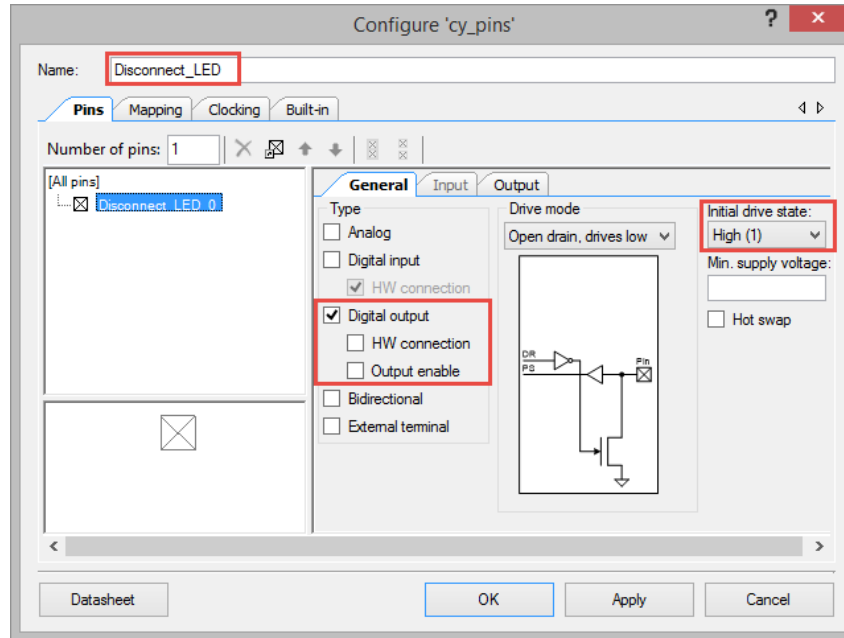 Configure 'cy_pins'
?
Name: Disconnect_LED
Pins Mapping Clocking Built-in
Number of pins: 1
[All pins]
Disconnect_LED_0
General Input Output
Type
Analog
Digital input
HW connection
Digital output
HW connection
Output enable
Bidirectional
External terminal
Drive mode
Open drain, drives low
DR
PS
Pin
Initial drive state:
High (1)
Min. supply voltage:
Hot swap
Datasheet OK Apply Cancel